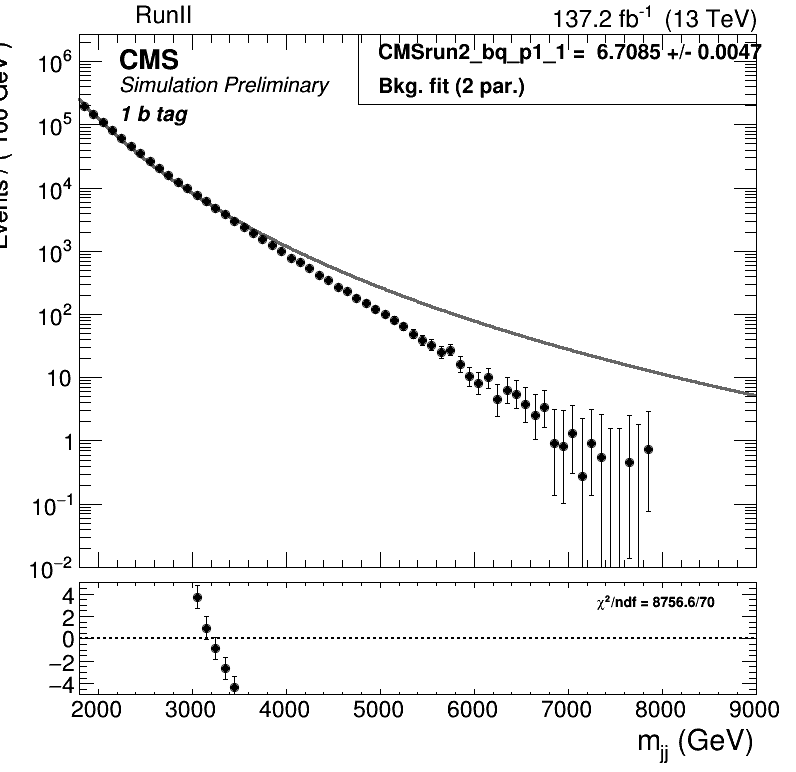 RunII 137.2 fb⁻¹ (13 TeV)
CMS
Simulation Preliminary
1 b tag
CMSrun2_bq_p1_1 = 6.7085 +/- 0.0047
Bkg. fit (2 par.)
10⁶
10⁵
10⁴
10³
10²
10
1
10⁻¹
10⁻²
χ²/ndf = 8756.6/70
4
2
0
−2
−4
2000 3000 4000 5000 6000 7000 8000 9000
m_jj (GeV)